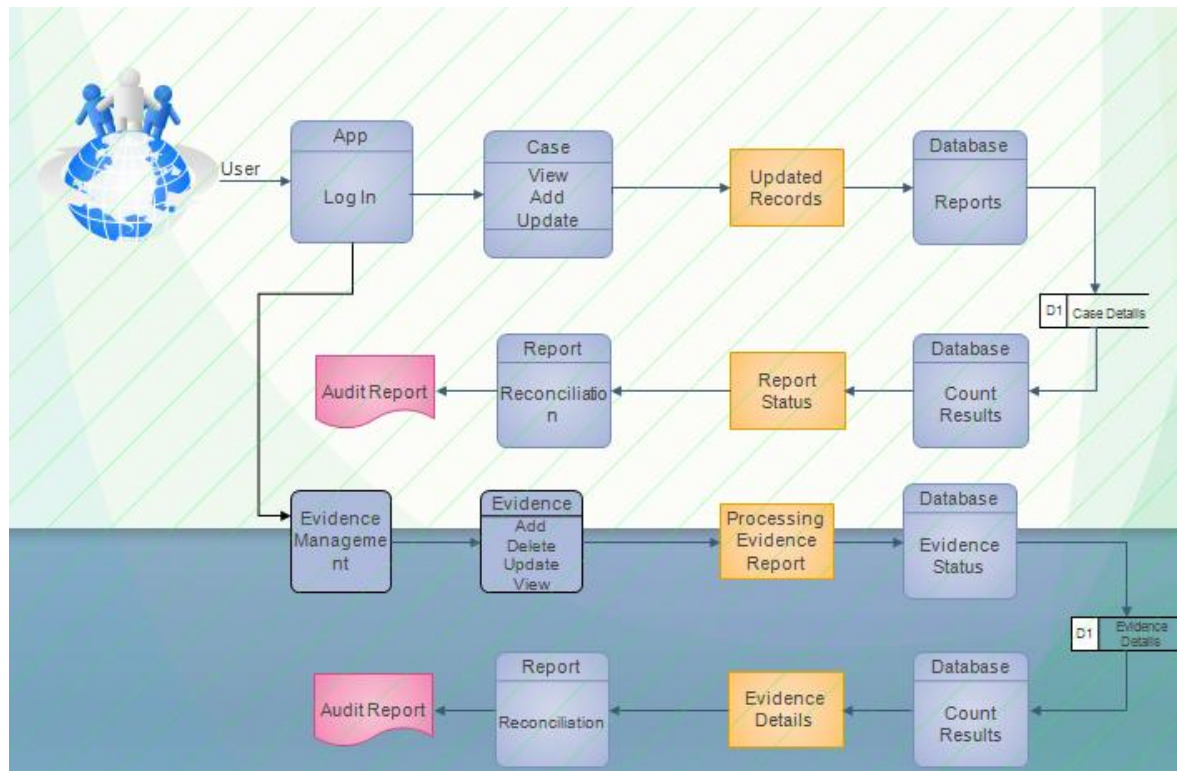 User
App
Log In
Case
View
Add
Update
Updated
Records
Database
Reports
D1
Case Details
Database
Count
Results
Report
Status
Report
Reconciliatio
n
Audit Report
Evidence
Manageme
nt
Evidence
Add
Delete
Update
View
Processing
Evidence
Report
Database
Evidence
Status
D1
Evidence
Details
Database
Count
Results
Evidence
Details
Report
Reconciliation
Audit Report